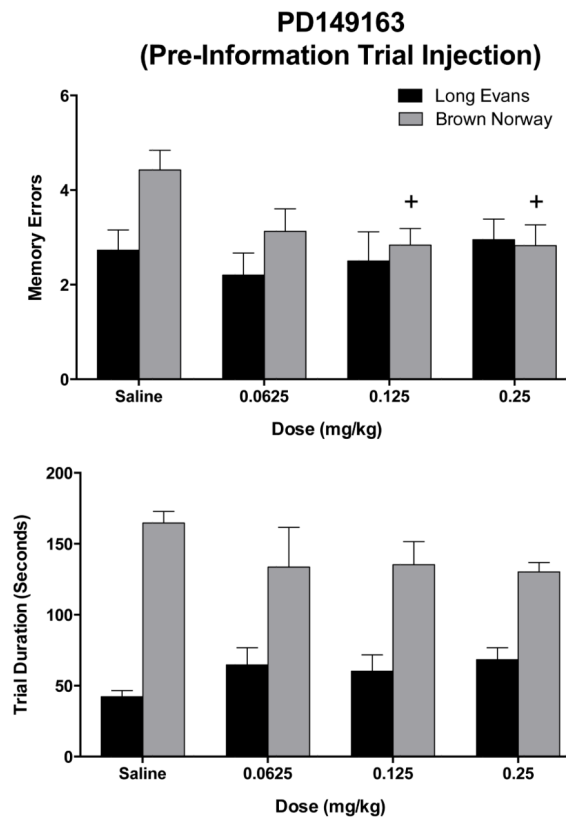 PD149163
(Pre-Information Trial Injection)
Long Evans
Brown Norway
6
4
2
0
Memory Errors
+
+
Saline
0.0625
0.125
0.25
Dose (mg/kg)
200
150
100
50
0
Trial Duration (Seconds)
Saline
0.0625
0.125
0.25
Dose (mg/kg)